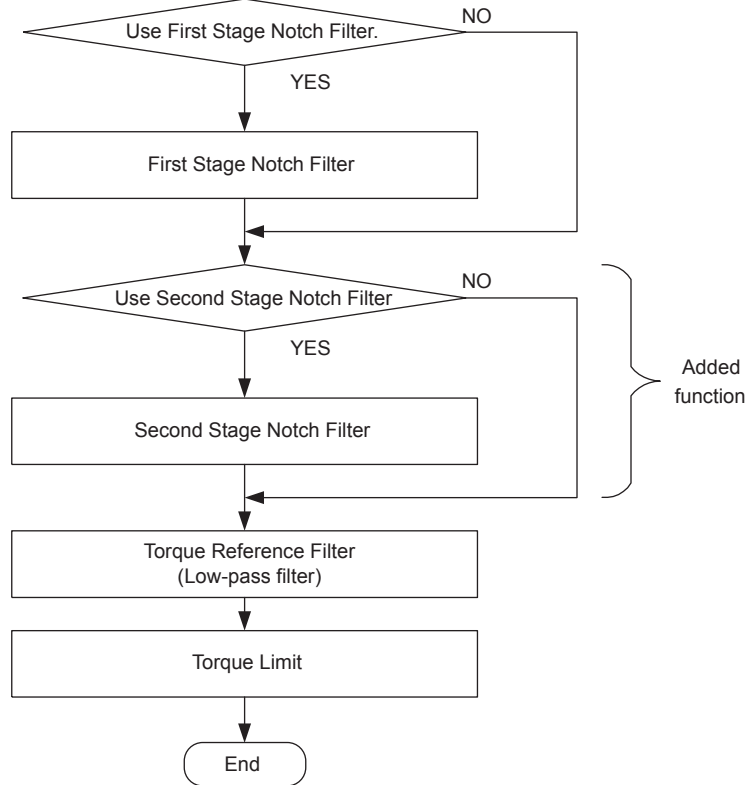 Use First Stage Notch Filter.
NO
YES
First Stage Notch Filter
Use Second Stage Notch Filter
NO
YES
Added
function
Second Stage Notch Filter
Torque Reference Filter
(Low-pass filter)
Torque Limit
End